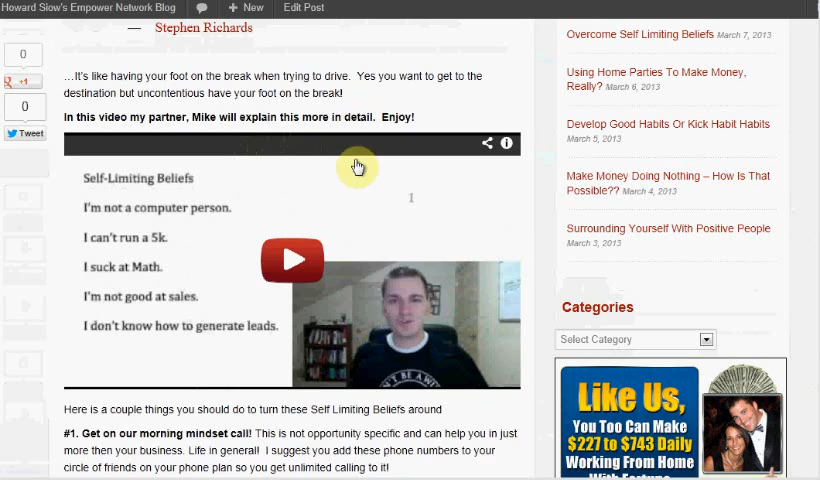 Howard Slow's Empower Network Blog + New Edit Post
— Stephen Richards
0
g +1
0
Tweet
…It's like having your foot on the break when trying to drive. Yes you want to get to the
destination but uncontentious have your foot on the break!
In this video my partner, Mike will explain this more in detail. Enjoy!
Self-Limiting Beliefs
I'm not a computer person.
I can't run a 5k.
I suck at Math.
I'm not good at sales.
I don't know how to generate leads.
Here is a couple things you should do to turn these Self Limiting Beliefs around
#1. Get on our morning mindset call! This is not opportunity specific and can help you in just
more then your business. Life in general! I suggest you add these phone numbers to your
circle of friends on your phone plan so you get unlimited calling to it!
Overcome Self Limiting Beliefs March 7, 2013
Using Home Parties To Make Money,
Really? March 6, 2013
Develop Good Habits Or Kick Habit Habits
March 5, 2013
Make Money Doing Nothing – How Is That
Possible?? March 4, 2013
Surrounding Yourself With Positive People
March 3, 2013
Categories
Select Category
Like Us,
You Too Can Make
$227 to $743 Daily
Working From Home